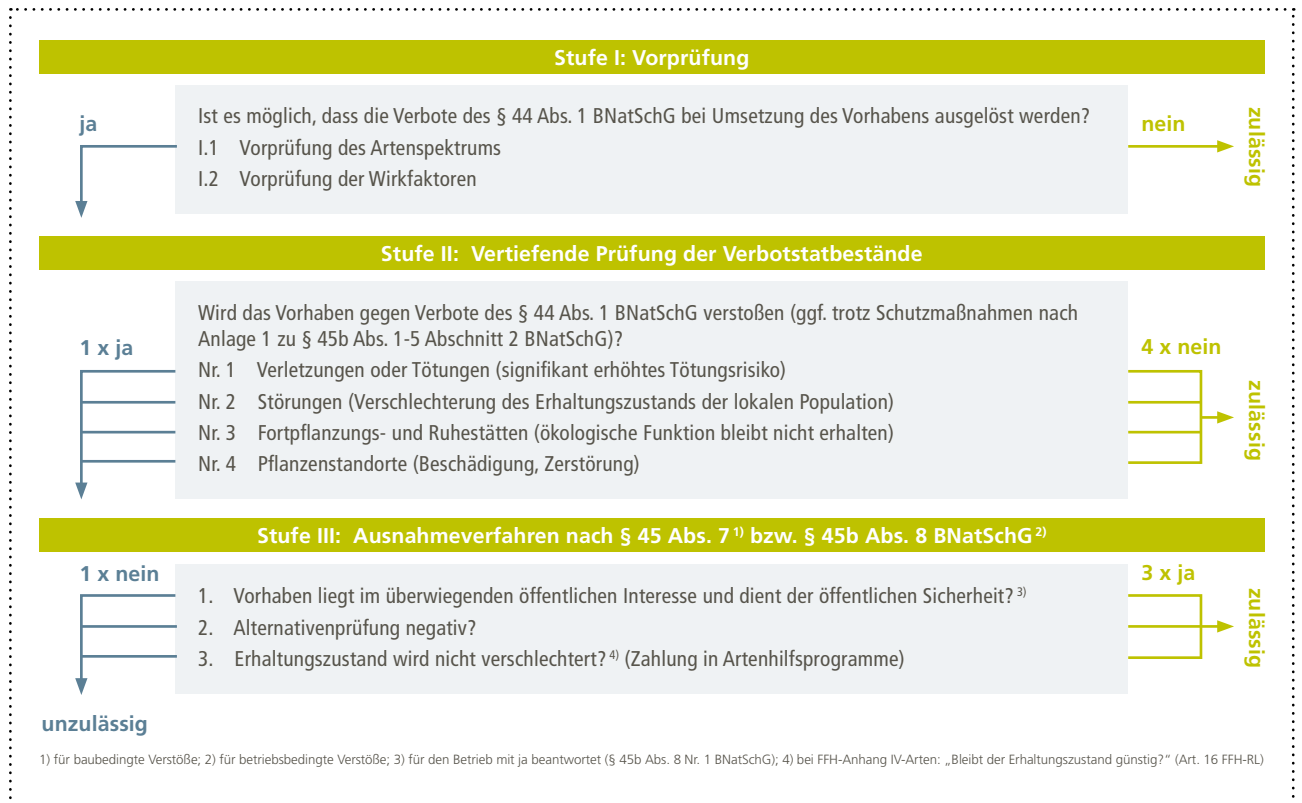 Stufe I: Vorprüfung
ja
Ist es möglich, dass die Verbote des § 44 Abs. 1 BNatSchG bei Umsetzung des Vorhabens ausgelöst werden?
I.1 Vorprüfung des Artenspektrums
I.2 Vorprüfung der Wirkfaktoren
nein
zulässig
Stufe II: Vertiefende Prüfung der Verbotstatbestände
1 x ja
Wird das Vorhaben gegen Verbote des § 44 Abs. 1 BNatSchG verstoßen (ggf. trotz Schutzmaßnahmen nach
Anlage 1 zu § 45b Abs. 1-5 Abschnitt 2 BNatSchG)?
Nr. 1 Verletzungen oder Tötungen (signifikant erhöhtes Tötungsrisiko)
Nr. 2 Störungen (Verschlechterung des Erhaltungszustands der lokalen Population)
Nr. 3 Fortpflanzungs- und Ruhestätten (ökologische Funktion bleibt nicht erhalten)
Nr. 4 Pflanzenstandorte (Beschädigung, Zerstörung)
4 x nein
zulässig
Stufe III: Ausnahmeverfahren nach § 45 Abs. 7 1) bzw. § 45b Abs. 8 BNatSchG 2)
1 x nein
1. Vorhaben liegt im überwiegenden öffentlichen Interesse und dient der öffentlichen Sicherheit? 3)
2. Alternativenprüfung negativ?
3. Erhaltungszustand wird nicht verschlechtert? 4) (Zahlung in Artenhilfsprogramme)
3 x ja
zulässig
unzulässig
1) für baubedingte Verstöße; 2) für betriebsbedingte Verstöße; 3) für den Betrieb mit ja beantwortet (§ 45b Abs. 8 Nr. 1 BNatSchG); 4) bei FFH-Anhang IV-Arten: „Bleibt der Erhaltungszustand günstig?“ (Art. 16 FFH-RL)